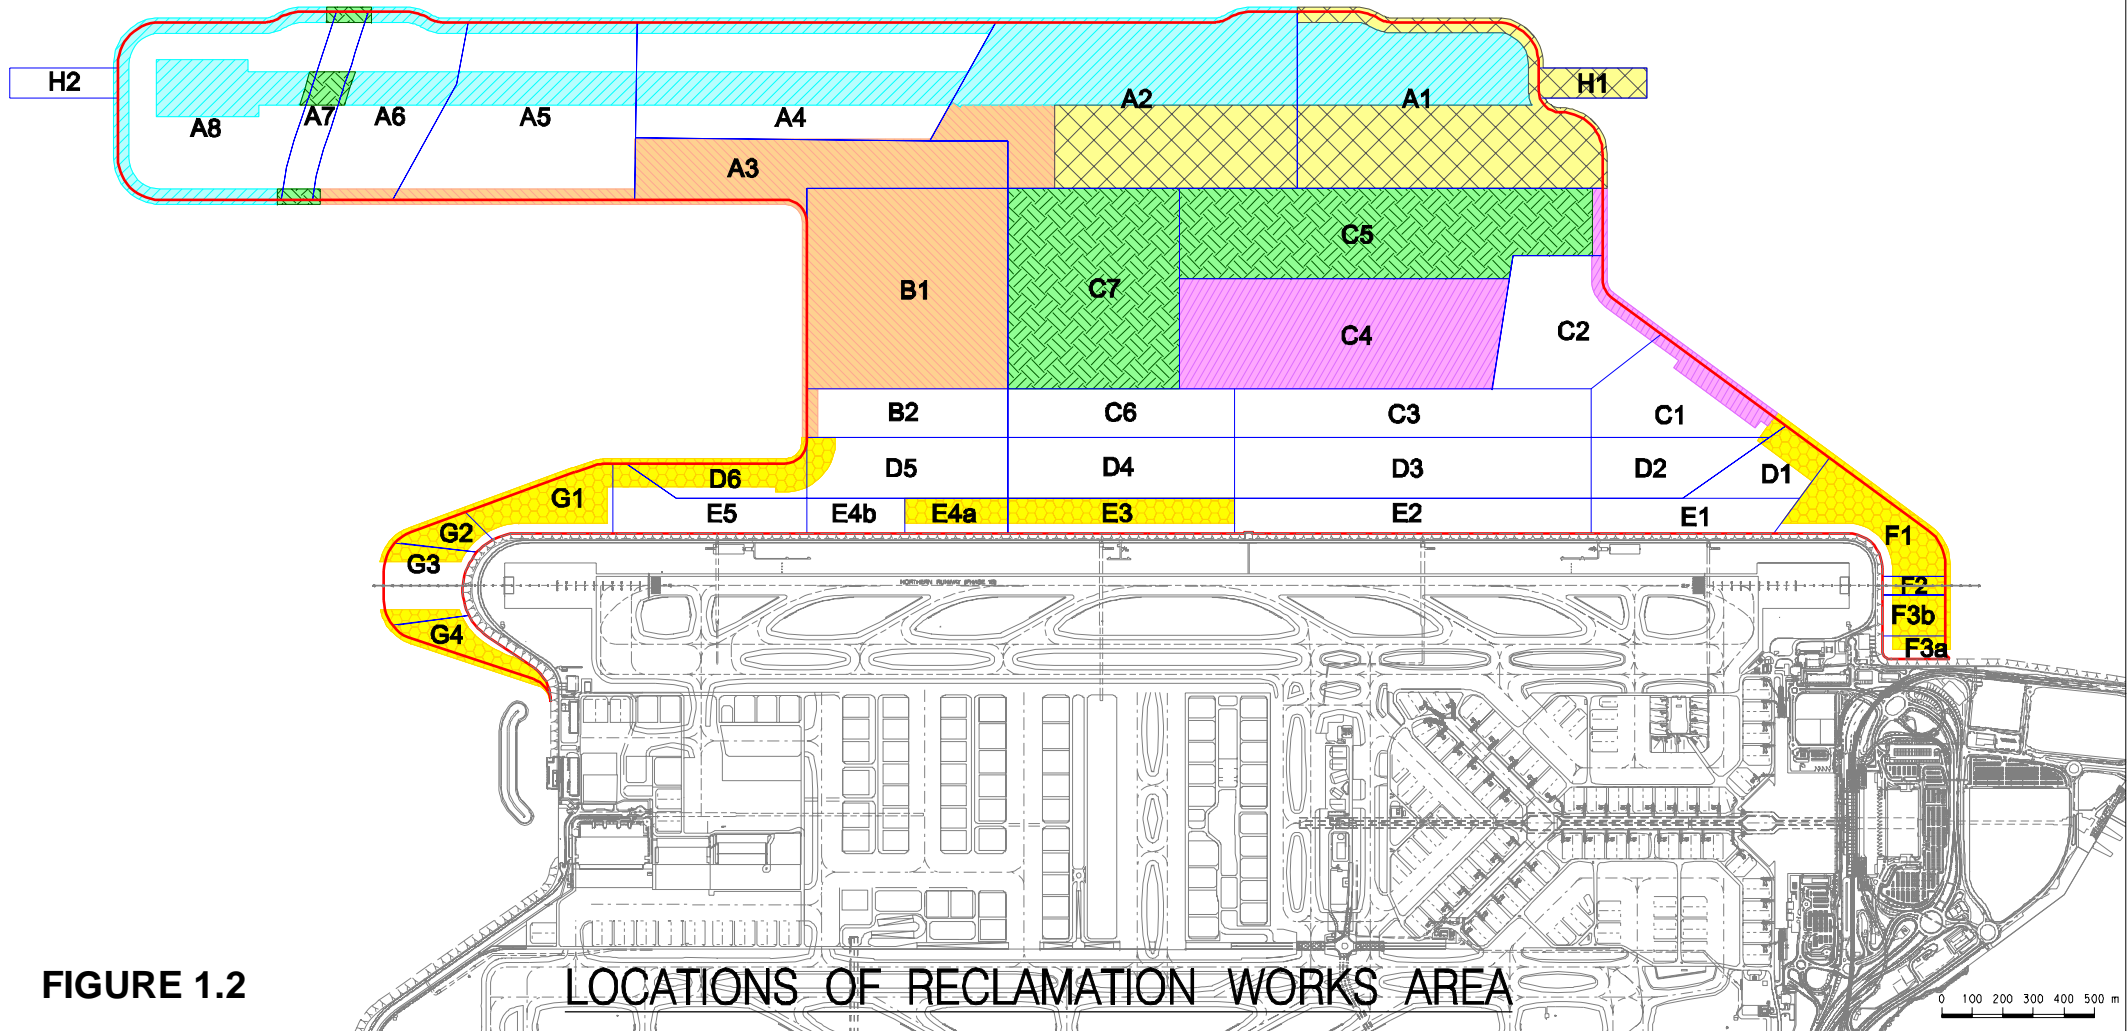 H2
H1
A8
A7
A6
A5
A4
A2
A1
A3
C5
B1
C7
C4
C2
B2
C6
C3
C1
D6
D5
D4
D3
D2
D1
G1
G2
G3
G4
E5
E4b
E4a
E3
E2
E1
F1
F2
F3b
F3a
FIGURE 1.2
LOCATIONS OF RECLAMATION WORKS AREA
0 100 200 300 400 500 m